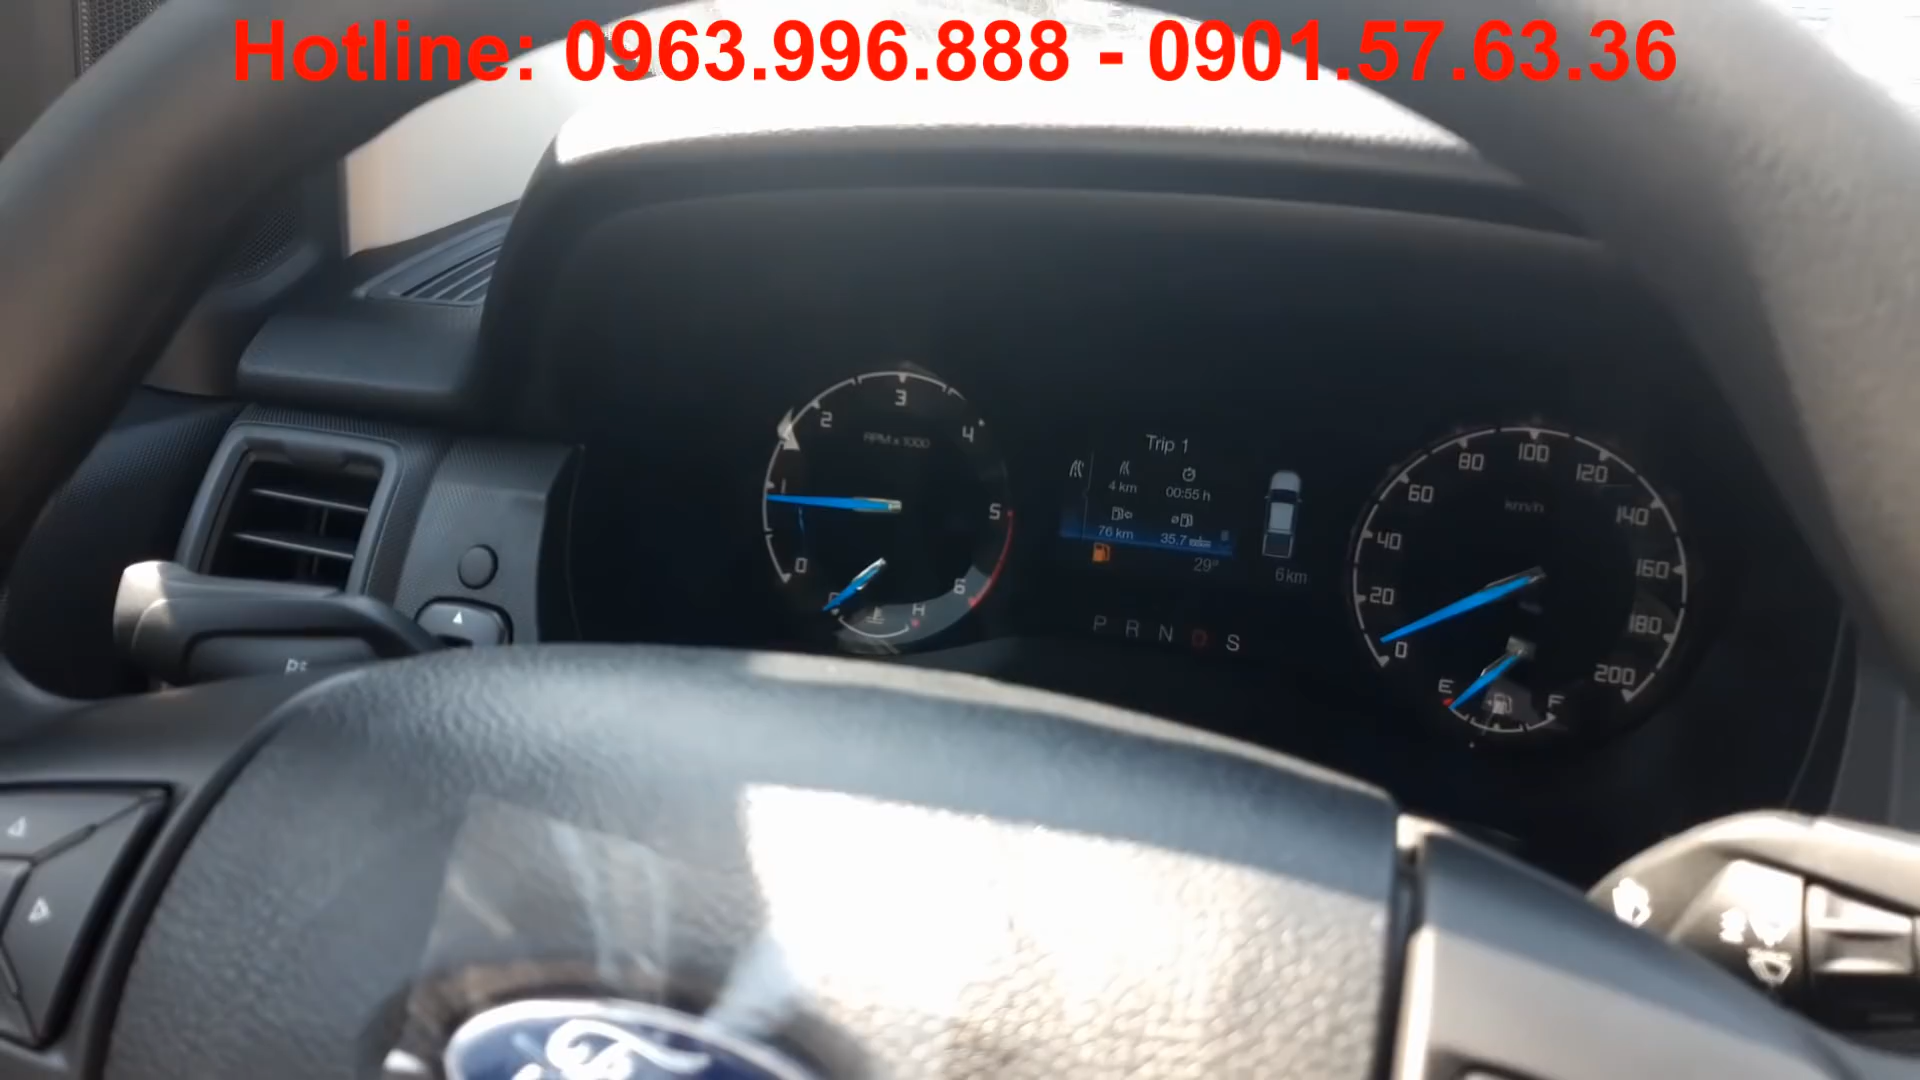 Hotline: 0963.996.888 - 0901.57.63.36
0
1
2
3
4
5
6
RPM x 1000
H
Trip 1
4 km
00:55 h
76 km
35.7
29°
6 km
P R N D S
0
20
40
60
80
100
120
140
160
180
200
km/h
E
F